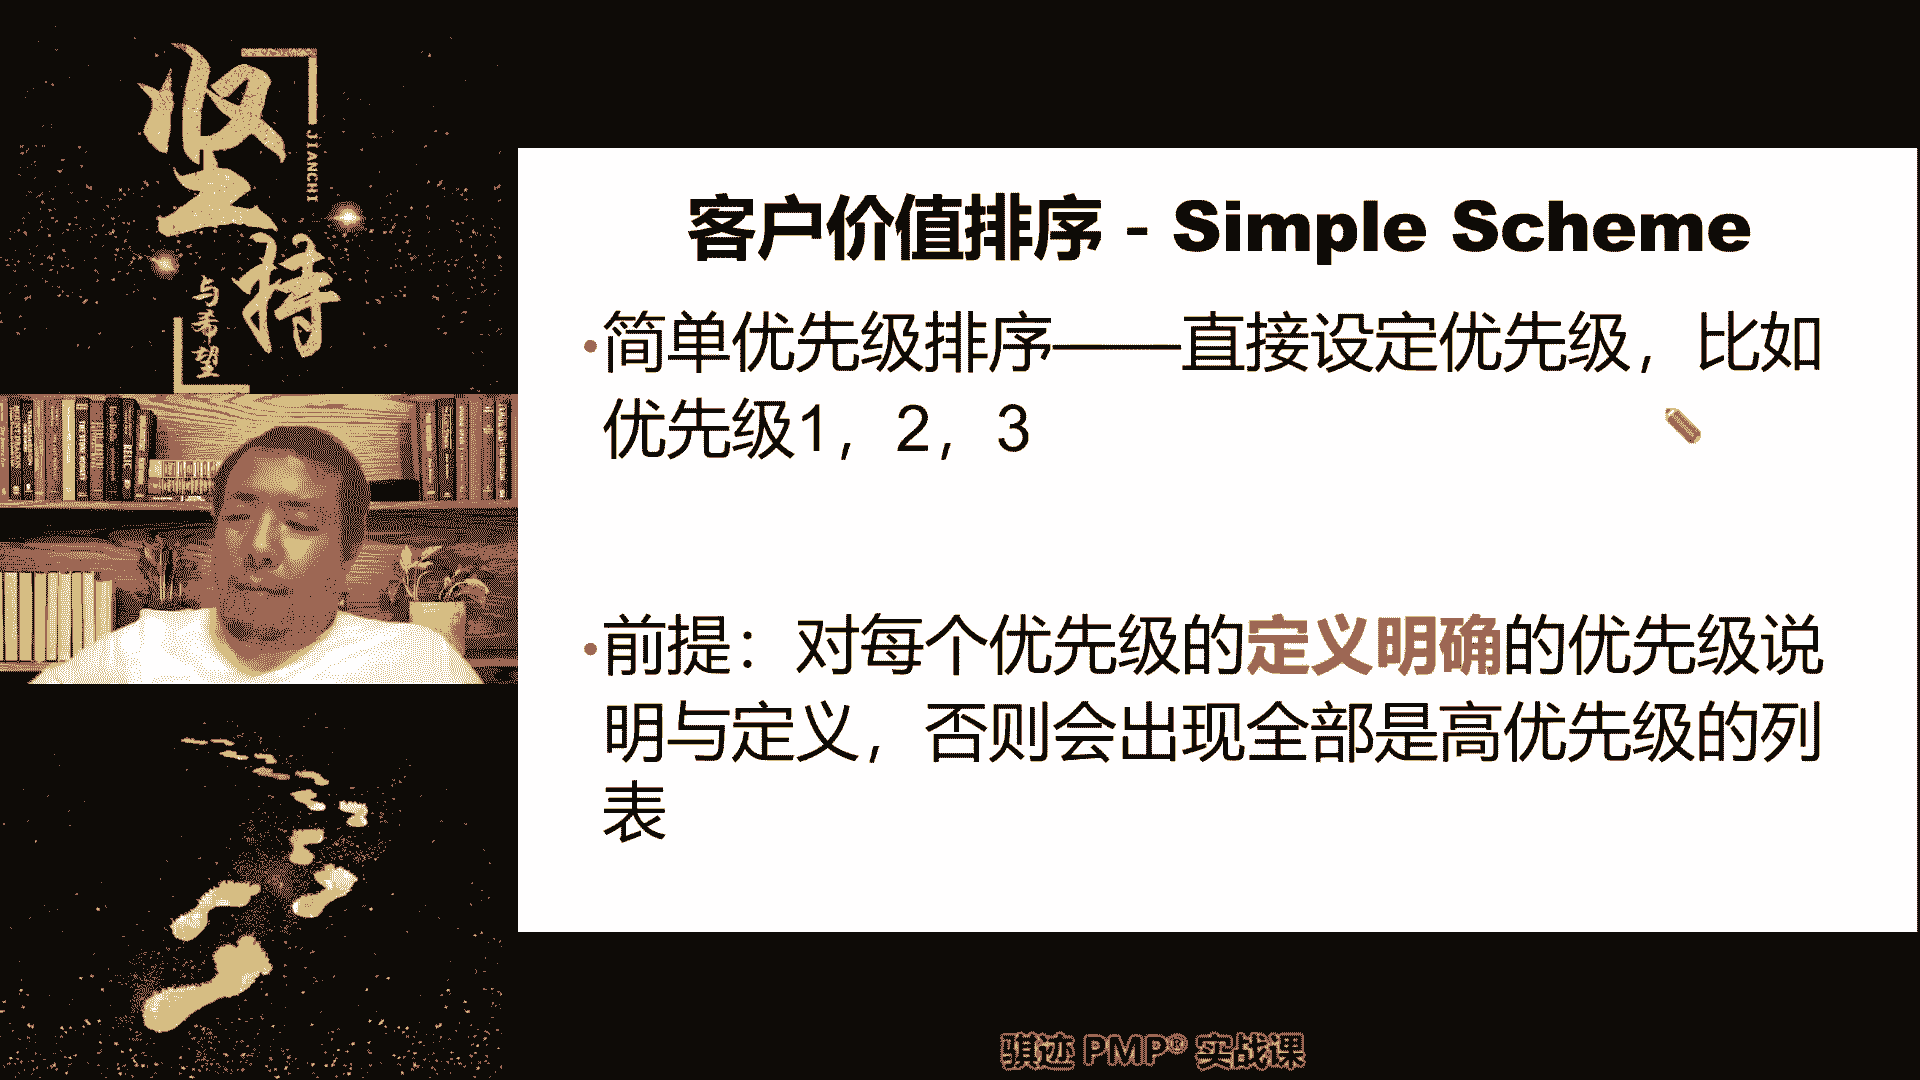 坚持
JIANCHI
与希望
客户价值排序 - Simple Scheme
•简单优先级排序——直接设定优先级，比如
优先级1，2，3
•前提：对每个优先级的定义明确的优先级说
明与定义，否则会出现全部是高优先级的列
表
骐迹 PMP® 实战课